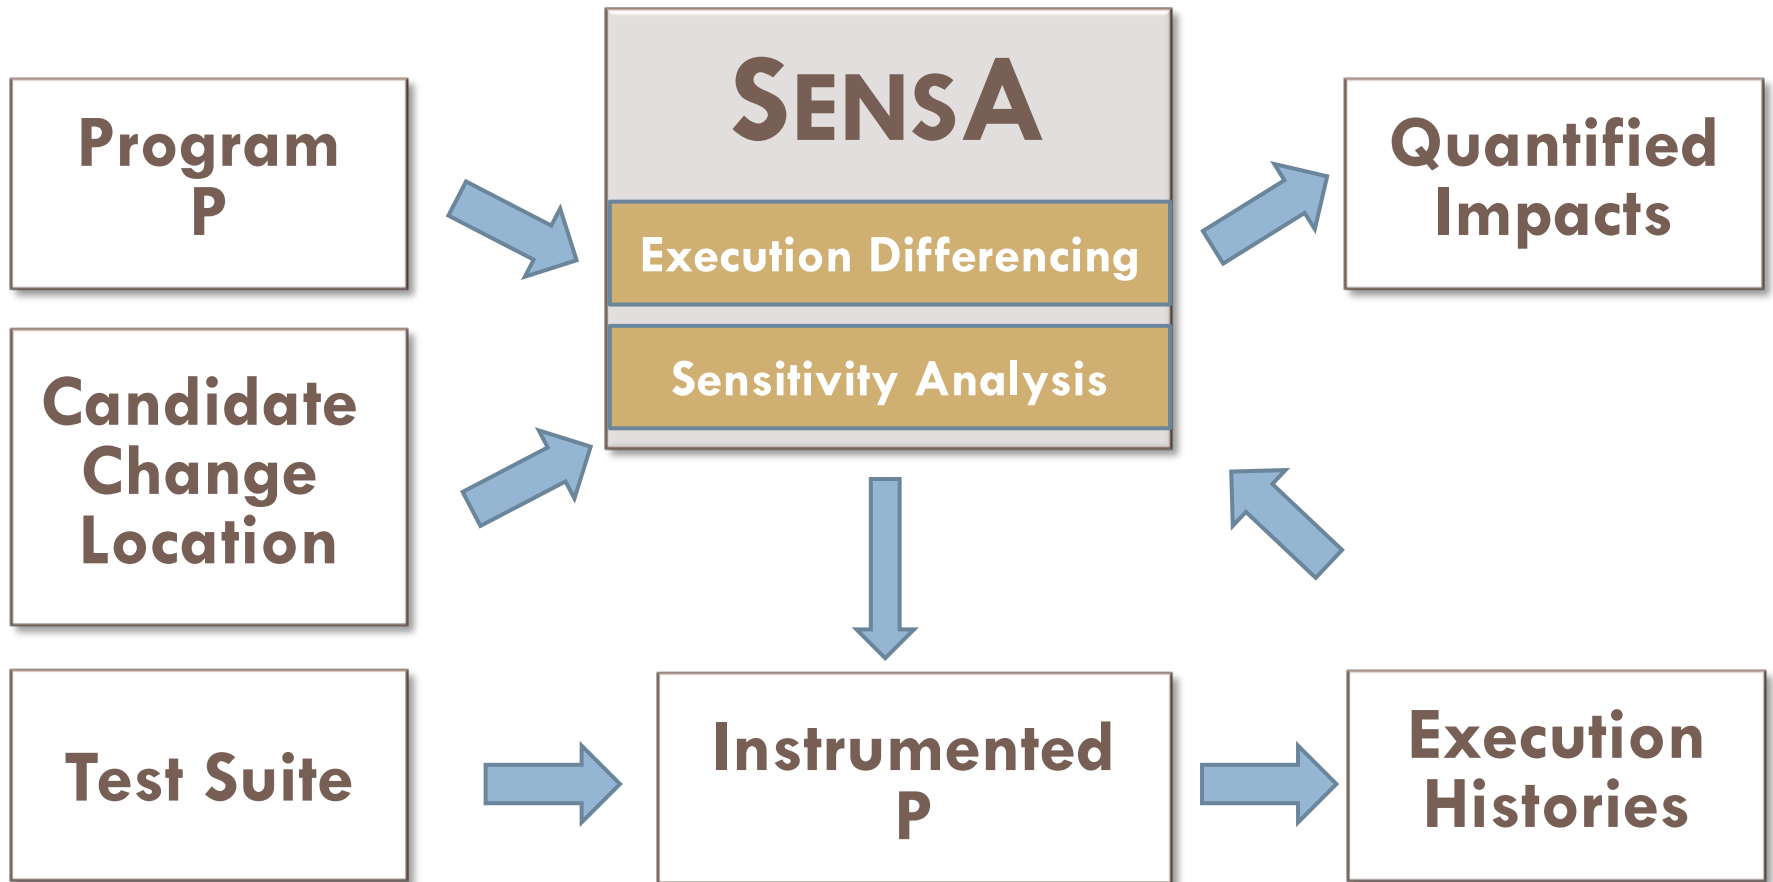 SENSA
Program
P
Execution Differencing
Quantified
Impacts
Candidate
Change
Location
Sensitivity Analysis
Test Suite
Instrumented
P
Execution
Histories